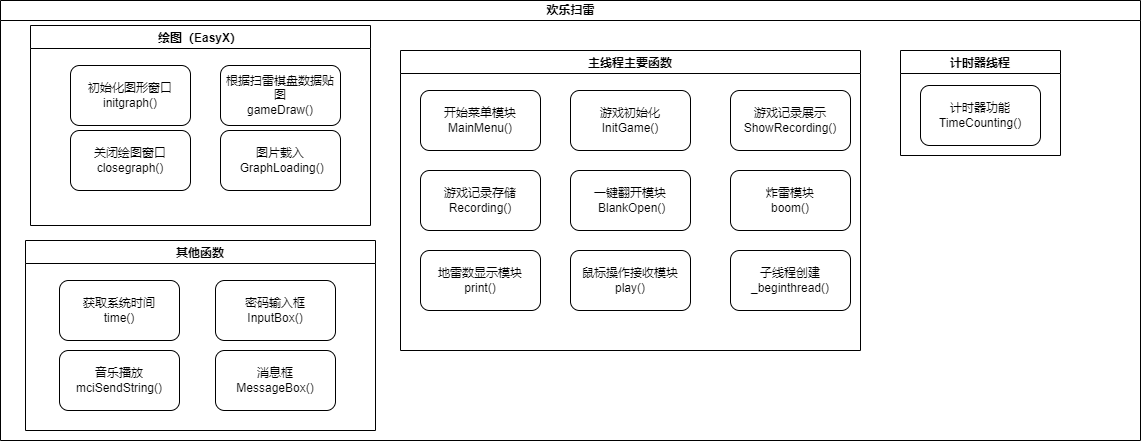 欢乐扫雷
绘图（EasyX）
初始化图形窗口
initgraph()
根据扫雷棋盘数据贴
图
gameDraw()
关闭绘图窗口
closegraph()
图片载入
GraphLoading()
其他函数
获取系统时间
time()
密码输入框
InputBox()
音乐播放
mciSendString()
消息框
MessageBox()
主线程主要函数
开始菜单模块
MainMenu()
游戏初始化
InitGame()
游戏记录展示
ShowRecording()
游戏记录存储
Recording()
一键翻开模块
BlankOpen()
炸雷模块
boom()
地雷数显示模块
print()
鼠标操作接收模块
play()
子线程创建
_beginthread()
计时器线程
计时器功能
TimeCounting()